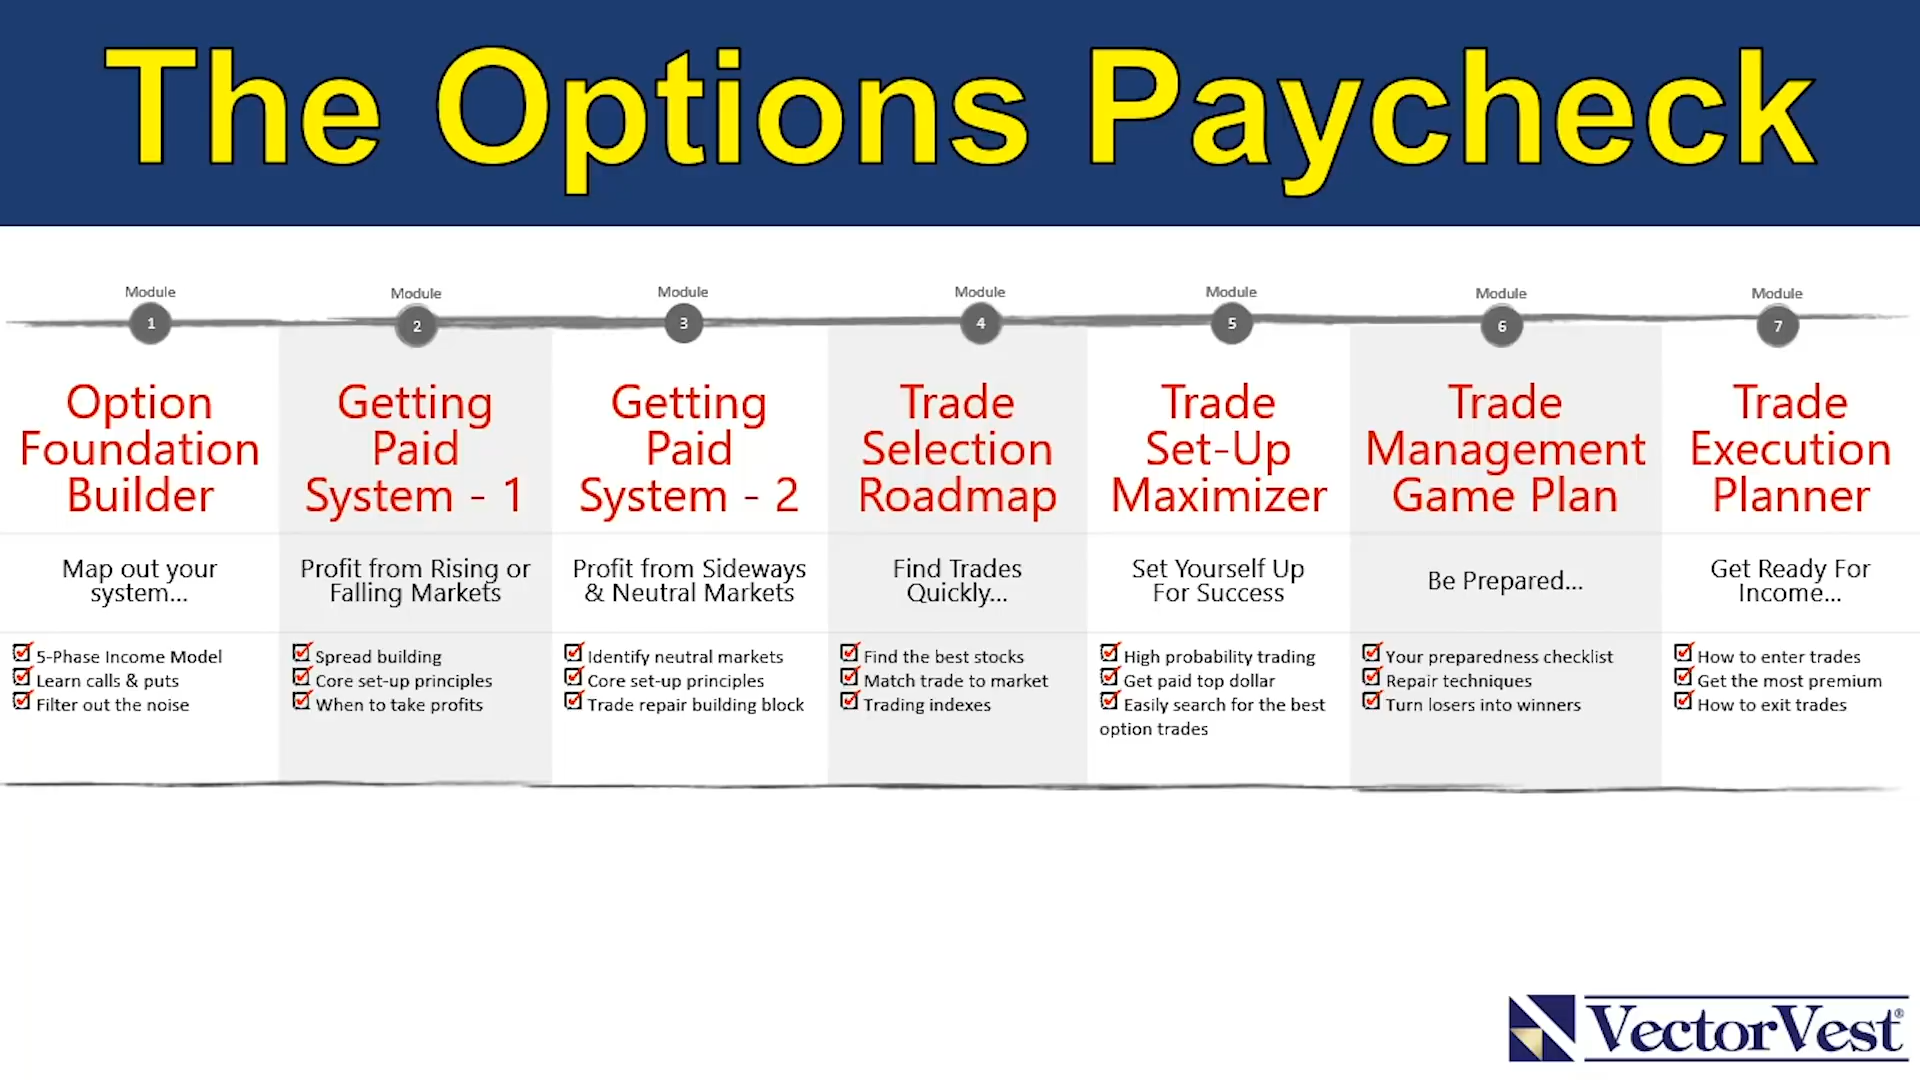 The Options Paycheck
Module
1
Option
Foundation
Builder
Map out your
system...
5-Phase Income Model
Learn calls & puts
Filter out the noise
Module
2
Getting
Paid
System - 1
Profit from Rising or
Falling Markets
Spread building
Core set-up principles
When to take profits
Module
3
Getting
Paid
System - 2
Profit from Sideways
& Neutral Markets
Identify neutral markets
Core set-up principles
Trade repair building block
Module
4
Trade
Selection
Roadmap
Find Trades
Quickly...
Find the best stocks
Match trade to market
Trading indexes
Module
5
Trade
Set-Up
Maximizer
Set Yourself Up
For Success
High probability trading
Get paid top dollar
Easily search for the best
option trades
Module
6
Trade
Management
Game Plan
Be Prepared...
Your preparedness checklist
Repair techniques
Turn losers into winners
Module
7
Trade
Execution
Planner
Get Ready For
Income...
How to enter trades
Get the most premium
How to exit trades
VectorVest®